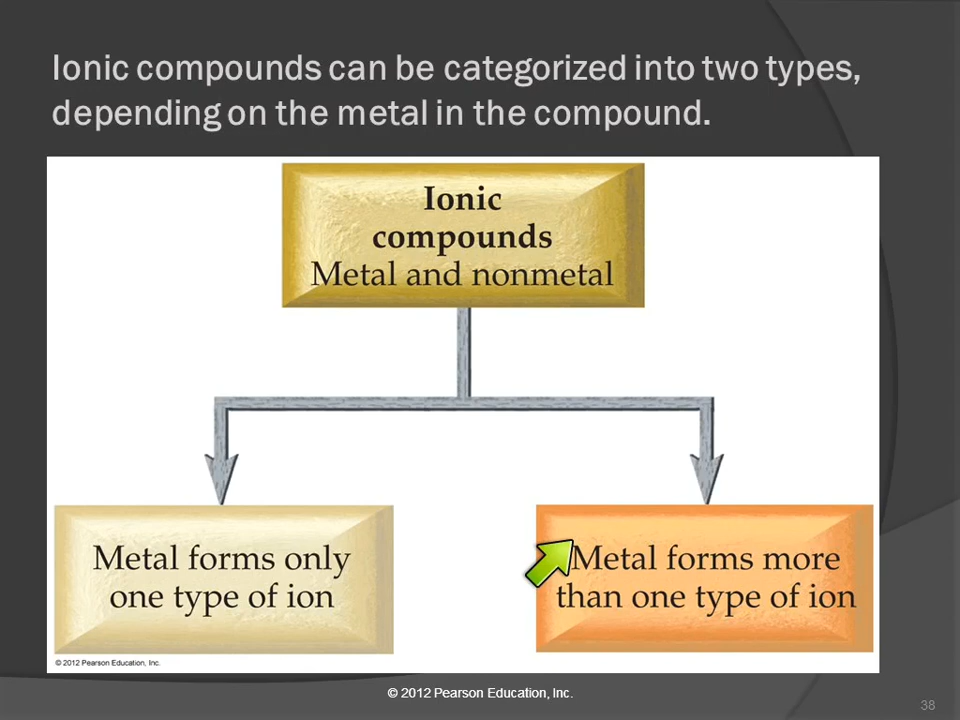 Ionic compounds can be categorized into two types,
depending on the metal in the compound.
Ionic
compounds
Metal and nonmetal
Metal forms only
one type of ion
Metal forms more
than one type of ion
© 2012 Pearson Education, Inc.
© 2012 Pearson Education, Inc.
38